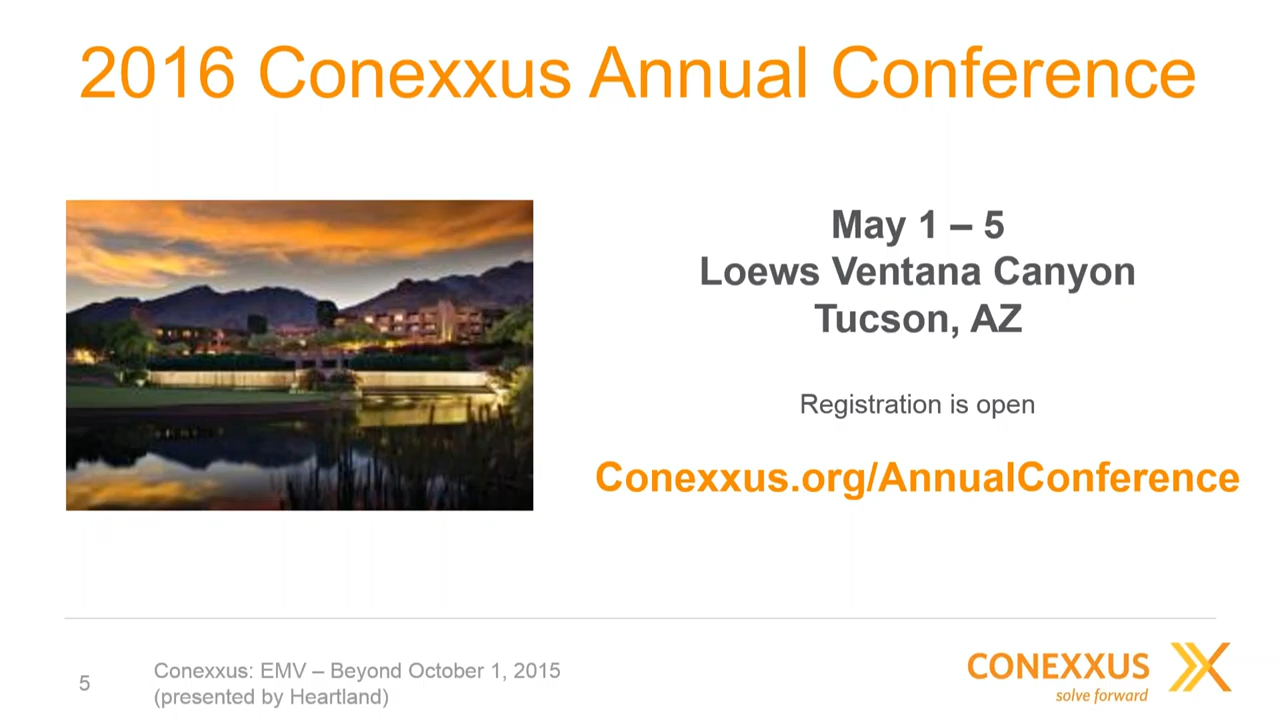 2016 Conexxus Annual Conference
May 1 – 5
Loews Ventana Canyon
Tucson, AZ
Registration is open
Conexxus.org/AnnualConference
5
Conexxus: EMV – Beyond October 1, 2015
(presented by Heartland)
CONEXXUS
solve forward